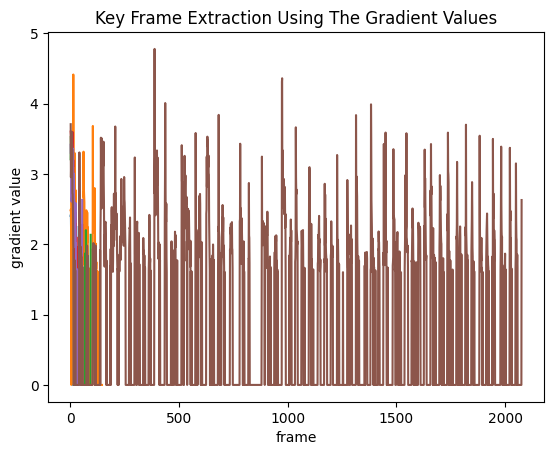 Key Frame Extraction Using The Gradient Values
5
4
3
2
1
0
gradient value
0 500 1000 1500 2000
frame